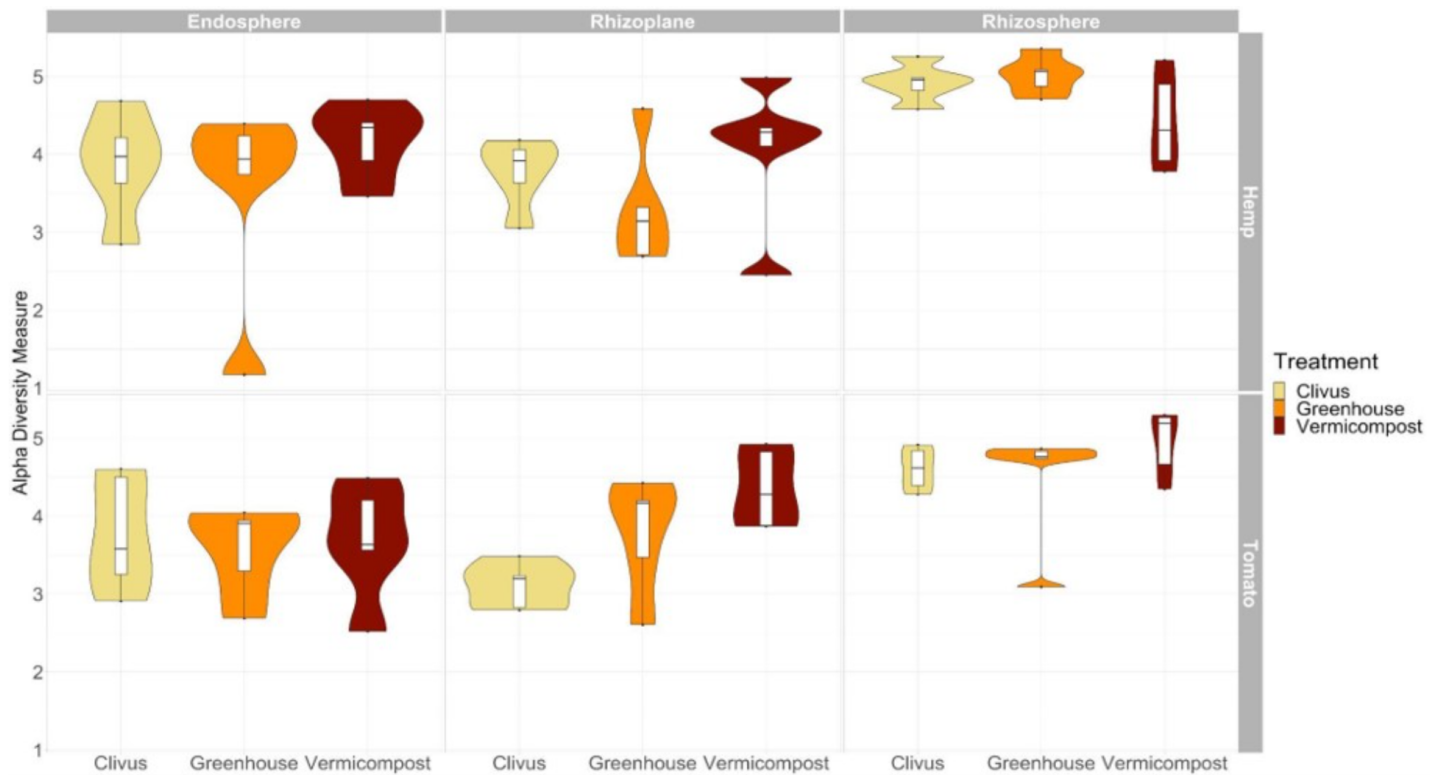 Endosphere Rhizoplane Rhizosphere
5
4
3
2
1
Hemp
Alpha Diversity Measure
5
4
3
2
1
Tomato
Clivus Greenhouse Vermicompost Clivus Greenhouse Vermicompost Clivus Greenhouse Vermicompost
Treatment
Clivus
Greenhouse
Vermicompost